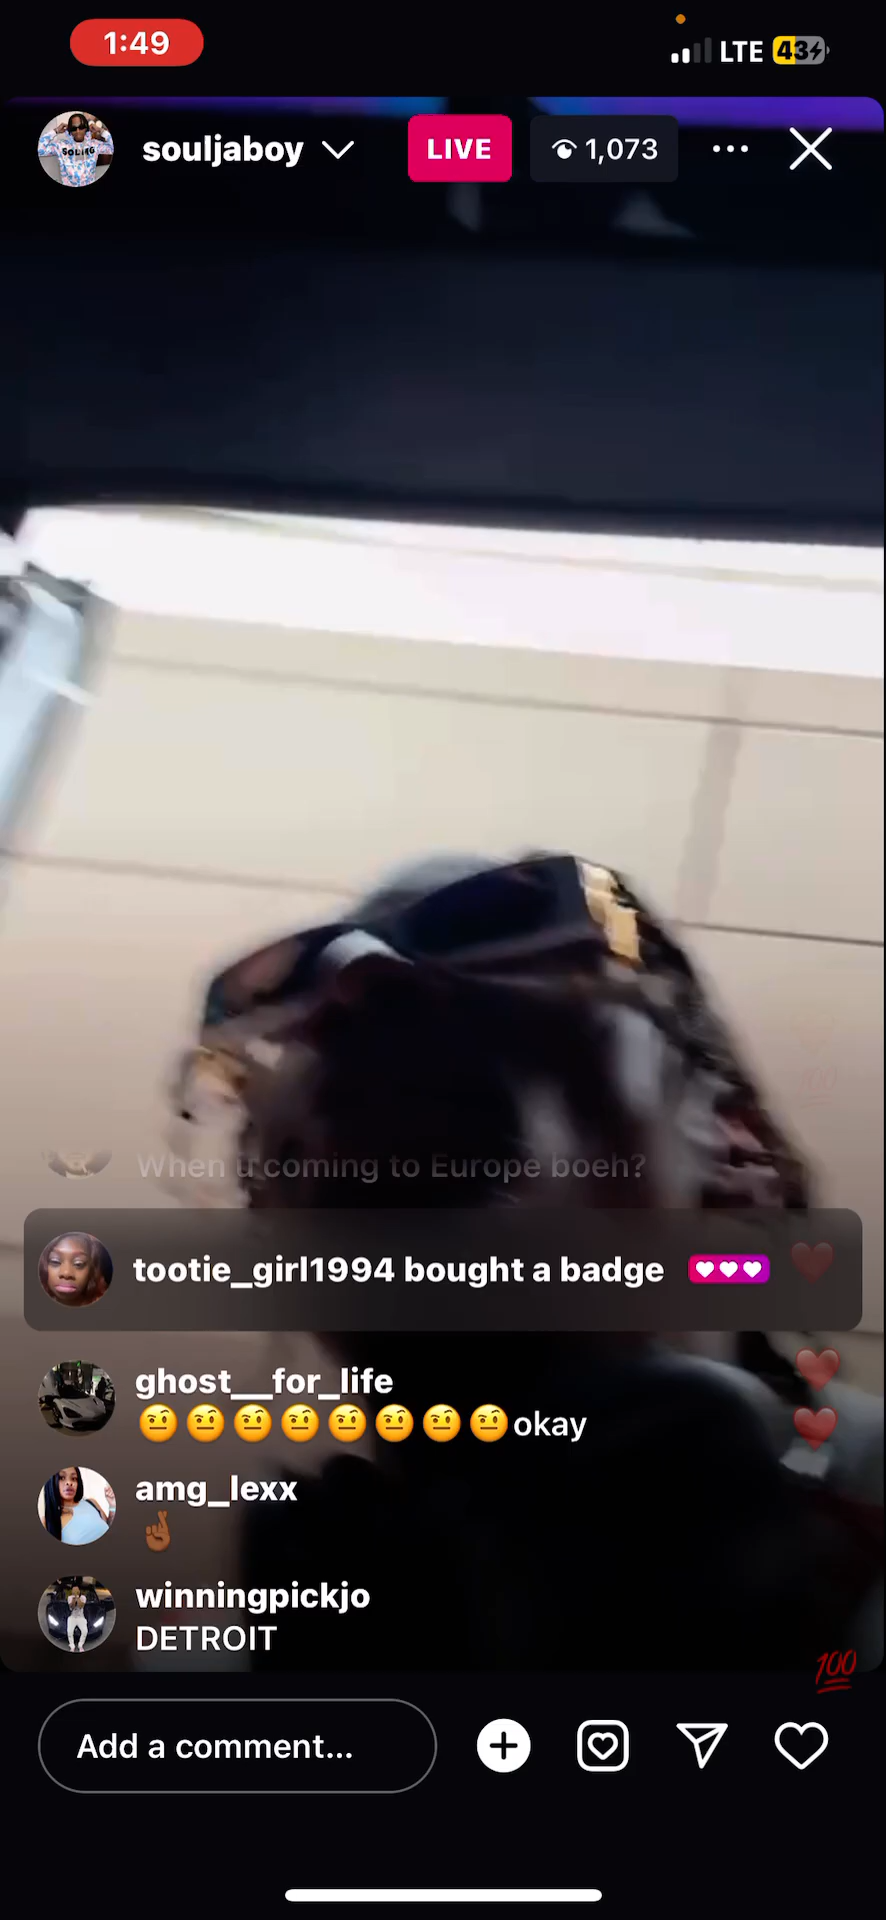 1:49
LTE 43
souljaboy LIVE 1,073
When u coming to Europe boeh?
tootie_girl1994 bought a badge
ghost__for_life
🤨🤨🤨🤨🤨🤨🤨🤨okay
amg_lexx
🤞🏾
winningpickjo
DETROIT
💯
Add a comment...